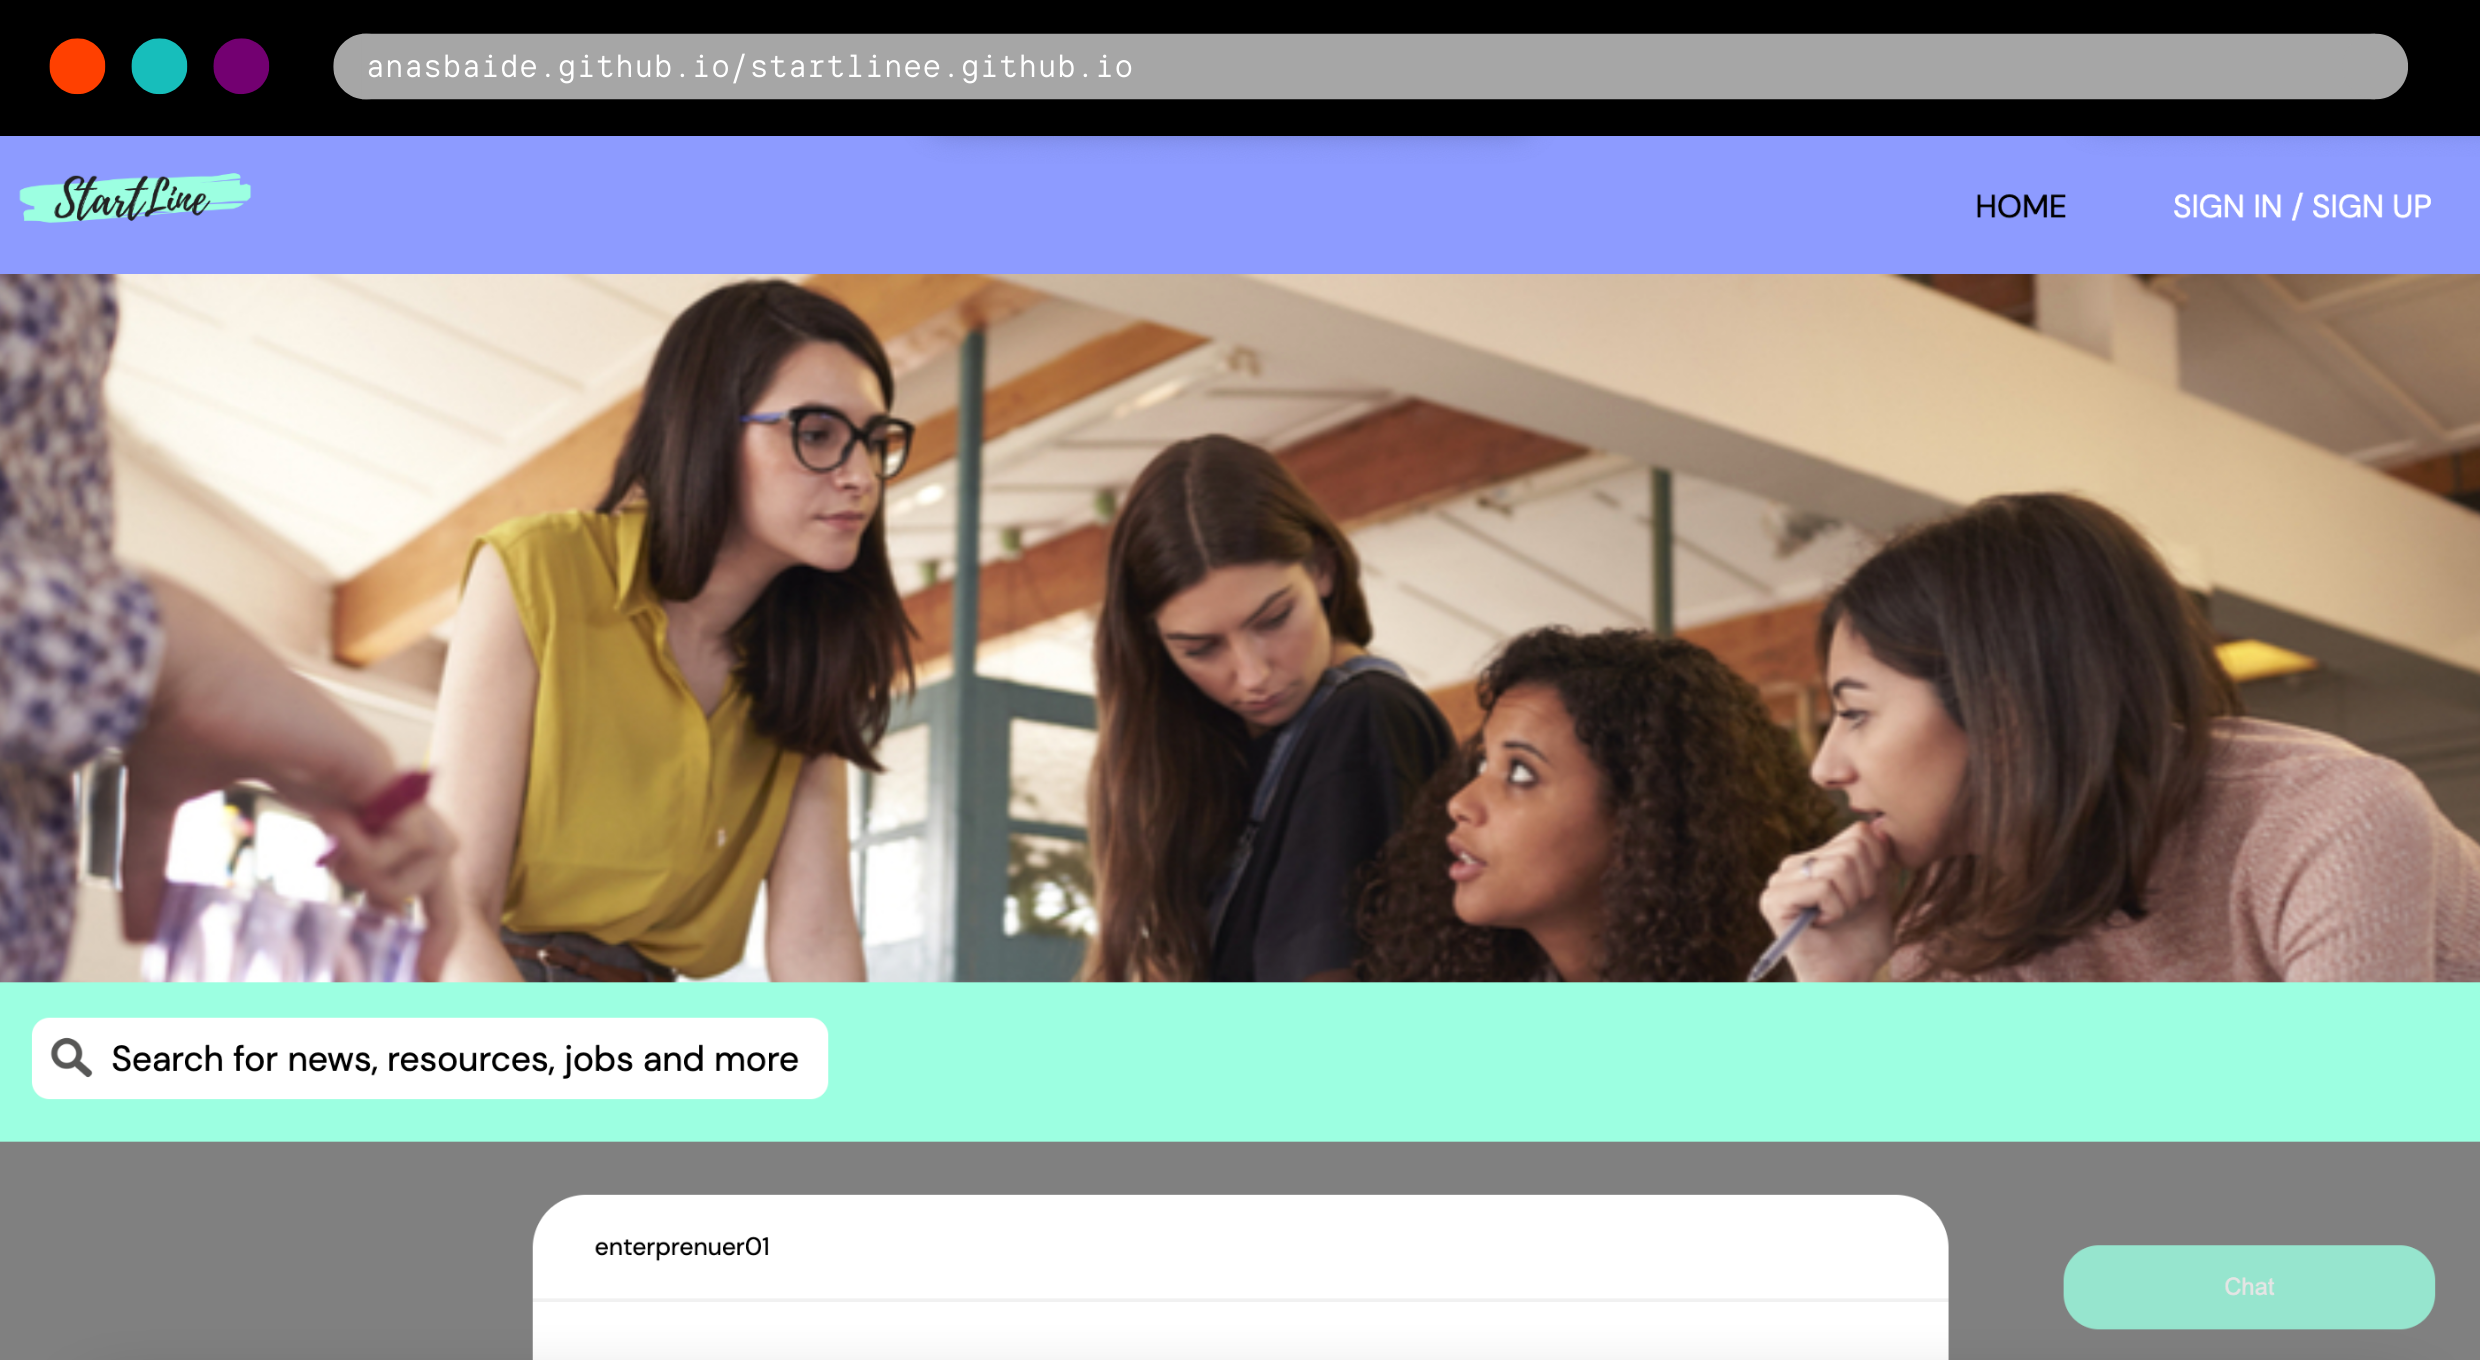 anasbaide.github.io/startlinee.github.io
StartLine
HOME
SIGN IN / SIGN UP
Search for news, resources, jobs and more
enterprenuer01
Chat